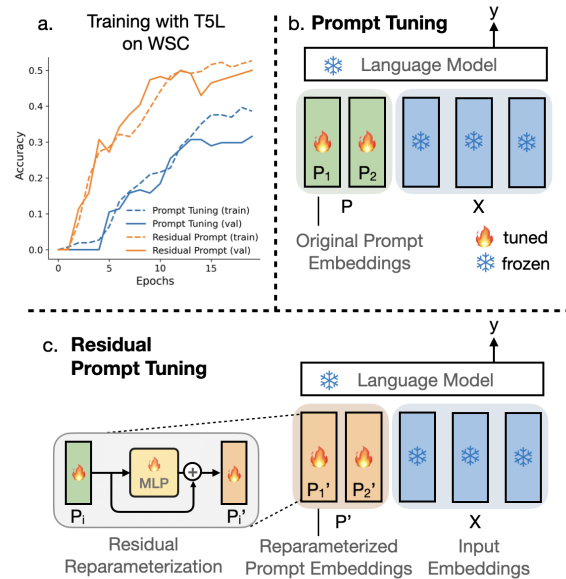 a.
Training with T5L
on WSC
Accuracy
0.5
0.4
0.3
0.2
0.1
0.0
Prompt Tuning (train)
Prompt Tuning (val)
Residual Prompt (train)
Residual Prompt (val)
0 5 10 15
Epochs
b. Prompt Tuning
y
Language Model
P1 P2
P X
Original Prompt
Embeddings
tuned
frozen
c. Residual
Prompt Tuning
y
Language Model
MLP
+
Pi Pi'
Residual
Reparameterization
P1' P2'
P' X
Reparameterized
Prompt Embeddings
Input
Embeddings